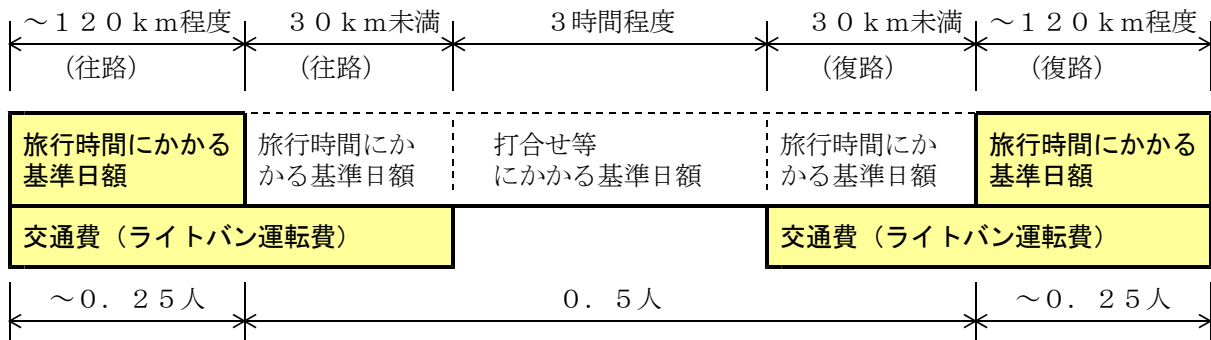 ～１２０ｋｍ程度 ３０ｋｍ未満 ３時間程度 ３０ｋｍ未満 ～１２０ｋｍ程度
（往路） （往路） （復路） （復路）
旅行時間にかかる 旅行時間にか 打合せ等 旅行時間にか 旅行時間にかかる
基準日額 かる基準日額 にかかる基準日額 かる基準日額 基準日額
交通費（ライトバン運転費） 交通費（ライトバン運転費）
～０．２５人 ０．５人 ～０．２５人